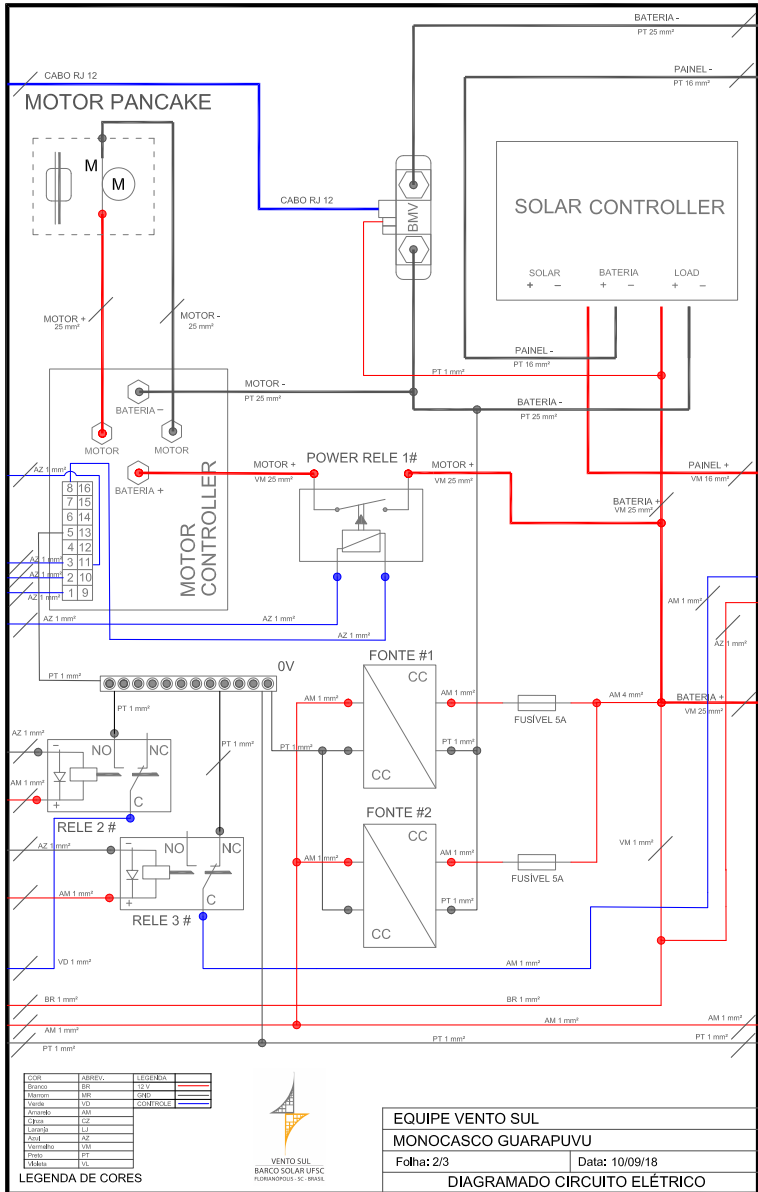 BATERIA -
PT 25 mm²
PAINEL -
PT 16 mm²
CABO RJ 12
MOTOR PANCAKE
M
M
CABO RJ 12
BMV
SOLAR CONTROLLER
SOLAR BATERIA LOAD
+ - + - + -
MOTOR +
25 mm²
MOTOR -
25 mm²
PAINEL -
PT 16 mm²
PT 1 mm²
MOTOR -
PT 25 mm²
BATERIA -
PT 25 mm²
BATERIA -
MOTOR
MOTOR
BATERIA +
MOTOR CONTROLLER
MOTOR +
VM 25 mm²
POWER RELE 1#
MOTOR +
VM 25 mm²
PAINEL +
VM 16 mm²
BATERIA +
VM 25 mm²
AZ 1 mm²
8 16
7 15
6 14
5 13
4 12
3 11
2 10
1 9
AZ 1 mm²
AZ 1 mm²
AZ 1 mm²
AZ 1 mm²
AZ 1 mm²
AZ 1 mm²
AM 1 mm²
AZ 1 mm²
PT 1 mm²
0V
FONTE #1
CC
CC
AM 1 mm²
AM 1 mm²
FUSÍVEL 5A
AM 4 mm²
BATERIA +
VM 25 mm²
PT 1 mm²
PT 1 mm²
PT 1 mm²
PT 1 mm²
AZ 1 mm²
AM 1 mm²
NO NC
C
- +
RELE 2 #
FONTE #2
CC
CC
AM 1 mm²
AM 1 mm²
FUSÍVEL 5A
PT 1 mm²
VM 1 mm²
AZ 1 mm²
AM 1 mm²
NO NC
C
- +
RELE 3 #
VD 1 mm²
AM 1 mm²
BR 1 mm²
BR 1 mm²
AM 1 mm²
AM 1 mm²
AM 1 mm²
PT 1 mm²
PT 1 mm²
PT 1 mm²
COR ABREV. LEGENDA
Branco BR 12 V
Marrom MR GND
Verde VD CONTROLE
Amarelo AM
Cinza CZ
Laranja LJ
Azul AZ
Vermelho VM
Preto PT
Violeta VL
LEGENDA DE CORES
VENTO SUL
BARCO SOLAR UFSC
FLORIANÓPOLIS - SC - BRASIL
EQUIPE VENTO SUL
MONOCASCO GUARAPUVU
Folha: 2/3 Data: 10/09/18
DIAGRAMADO CIRCUITO ELÉTRICO